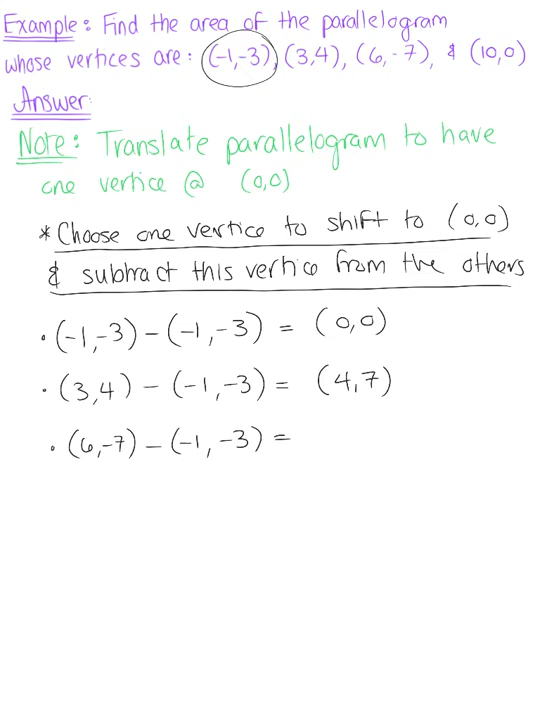 Example: Find the area of the parallelogram
whose vertices are: (-1,-3), (3,4), (6,-7), & (10,0)
Answer:
Note: Translate parallelogram to have
one vertice @ (0,0)
* Choose one vertice to shift to (0,0)
& subtract this vertice from the others
• (-1,-3) - (-1,-3) = (0,0)
• (3,4) - (-1,-3) = (4,7)
• (6,-7) - (-1,-3) =